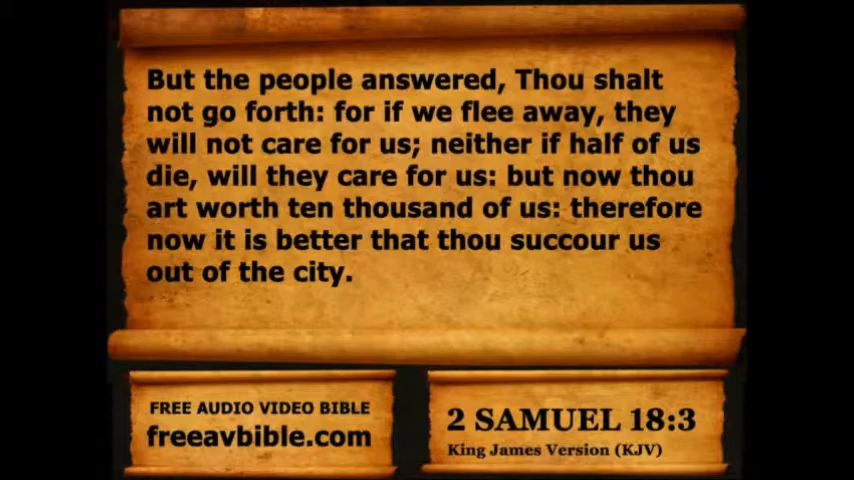 But the people answered, Thou shalt
not go forth: for if we flee away, they
will not care for us; neither if half of us
die, will they care for us: but now thou
art worth ten thousand of us: therefore
now it is better that thou succour us
out of the city.
FREE AUDIO VIDEO BIBLE
freeavbible.com
2 SAMUEL 18:3
King James Version (KJV)